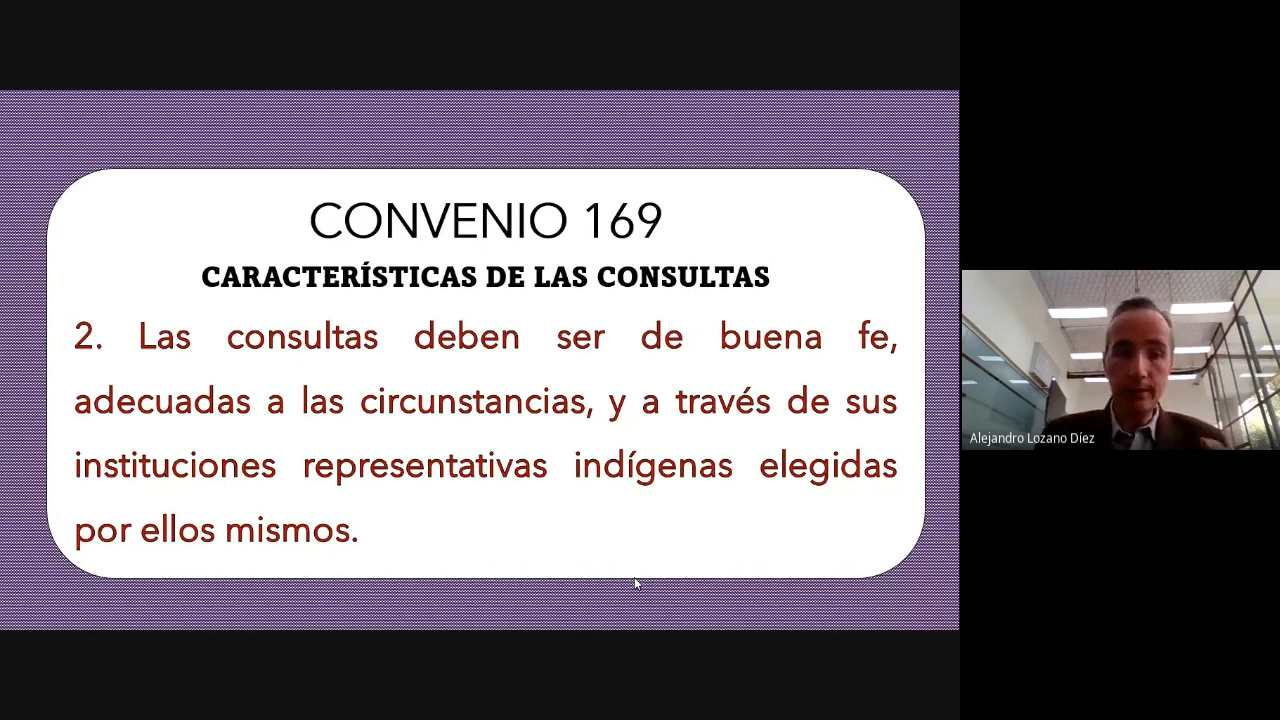 CONVENIO 169
CARACTERÍSTICAS DE LAS CONSULTAS
2. Las consultas deben ser de buena fe,
adecuadas a las circunstancias, y a través de sus
instituciones representativas indígenas elegidas
por ellos mismos.
Alejandro Lozano Díez